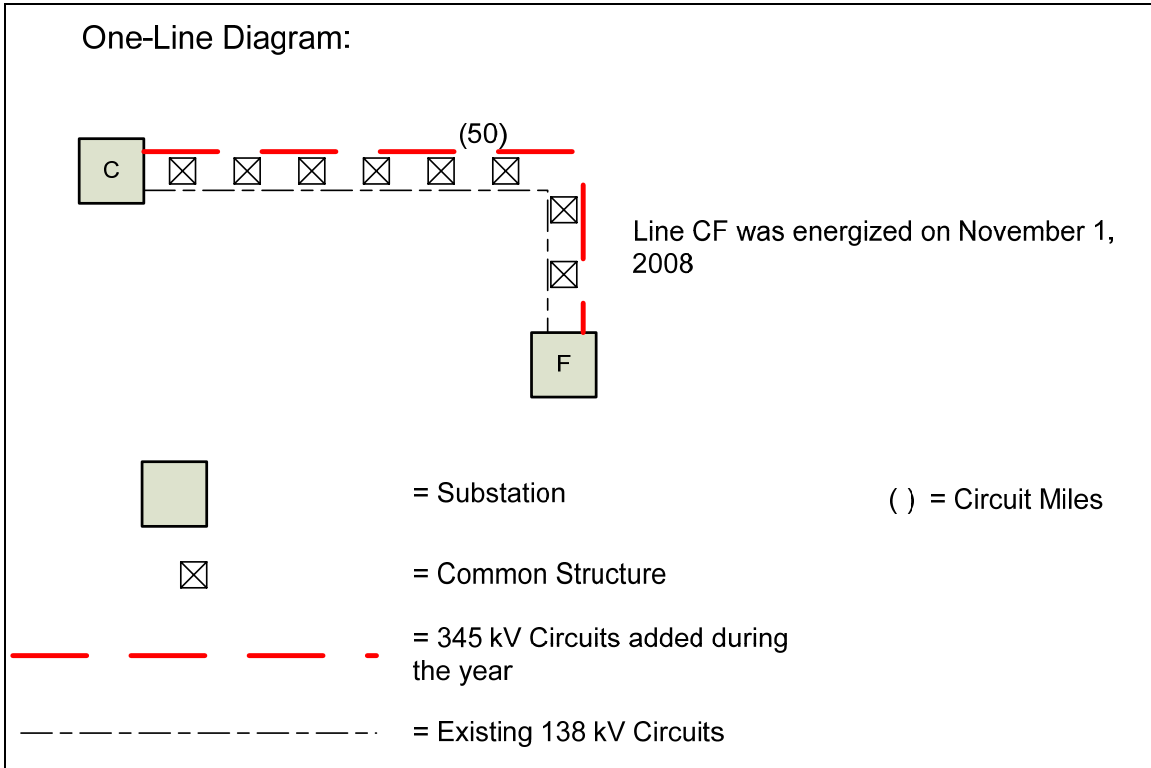 One-Line Diagram:
(50)
C
Line CF was energized on November 1,
2008
F
= Substation
( ) = Circuit Miles
= Common Structure
= 345 kV Circuits added during
the year
= Existing 138 kV Circuits